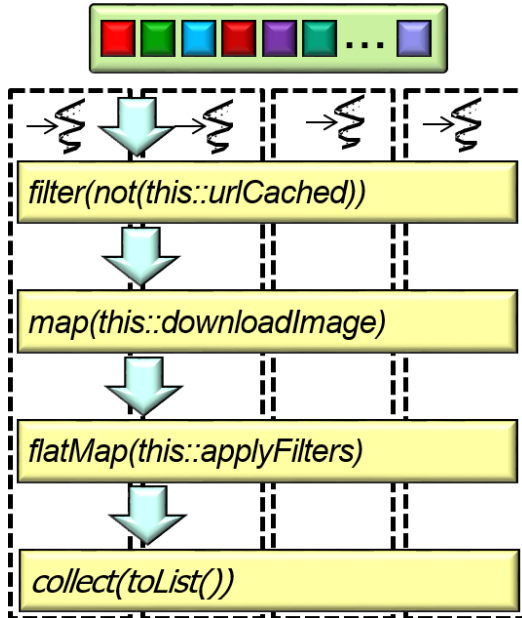 ...
filter(not(this::urlCached))
map(this::downloadImage)
flatMap(this::applyFilters)
collect(toList())